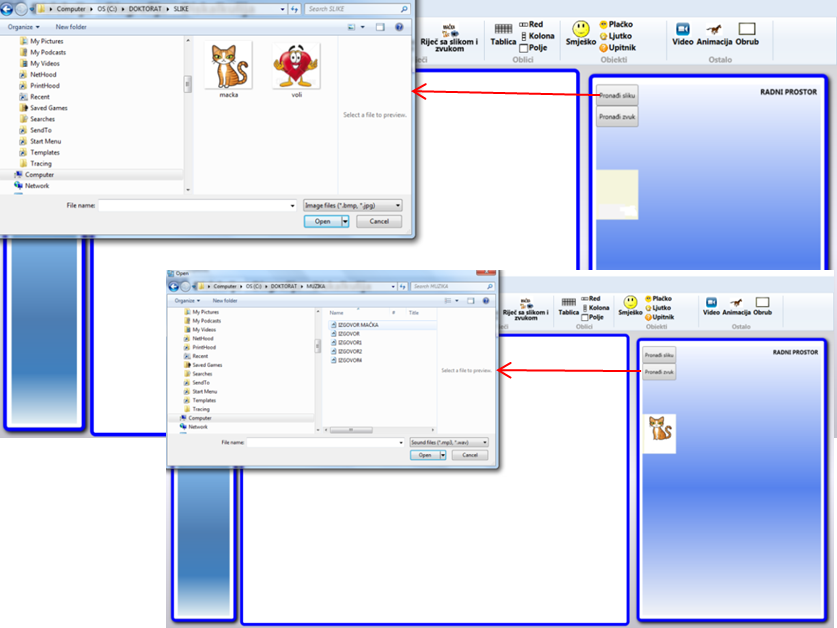 Computer ▸ OS (C:) ▸ DOKTORAT ▸ SLIKE
Search SLIKE
Organize
New folder
My Pictures
My Podcasts
My Videos
NetHood
PrintHood
Recent
Saved Games
Searches
SendTo
Start Menu
Templates
Tracing
Computer
Network
macka
voli
Select a file to preview.
File name:
Image files (*.bmp, *.jpg)
Open
Cancel
MAČKA
Riječ sa slikom i
zvukom
Tablica
Red
Kolona
Polje
Oblici
Smješko
Plačko
Ljutko
Upitnik
Objekti
Video
Animacija
Obrub
Ostalo
Pronađi sliku
Pronađi zvuk
RADNI PROSTOR
Open
Computer ▸ OS (C:) ▸ DOKTORAT ▸ MUZIKA
Search MUZIKA
Organize
New folder
My Pictures
My Podcasts
My Videos
NetHood
PrintHood
Recent
Saved Games
Searches
SendTo
Start Menu
Templates
Tracing
Computer
Network
Name
#
Title
IZGOVOR MAČKA
IZGOVOR
IZGOVOR1
IZGOVOR2
IZGOVOR4
Select a file to preview.
File name:
Sound files (*.mp3, *.wav)
Open
Cancel
Riječ sa slikom i
zvukom
Tablica
Red
Kolona
Polje
Oblici
Smješko
Plačko
Ljutko
Upitnik
Objekti
Video
Animacija
Obrub
Ostalo
Pronađi sliku
Pronađi zvuk
RADNI PROSTOR